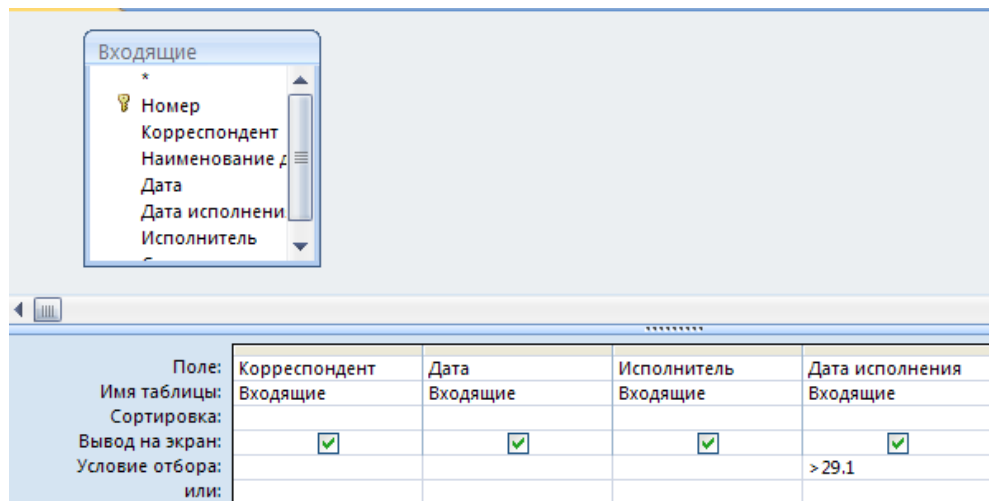 Входящие
*
Номер
Корреспондент
Наименование д
Дата
Дата исполнени
Исполнитель
Поле: Корреспондент Дата Исполнитель Дата исполнения
Имя таблицы: Входящие Входящие Входящие Входящие
Сортировка:
Вывод на экран:
Условие отбора: >29.1
или: